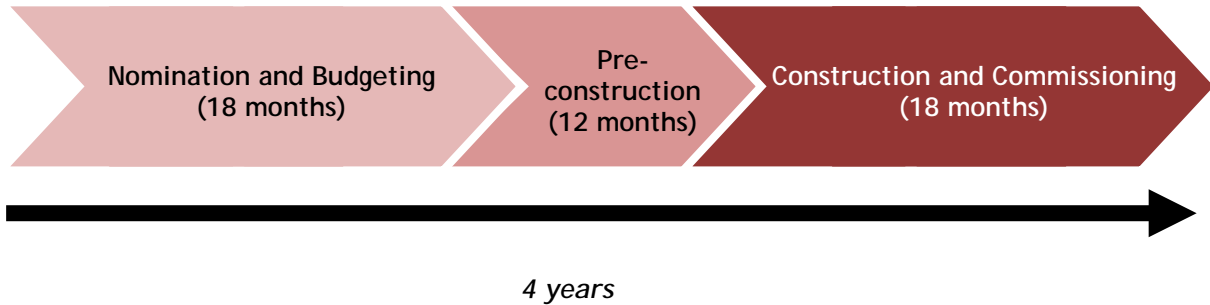 Nomination and Budgeting
(18 months)
Pre-
construction
(12 months)
Construction and Commissioning
(18 months)
4 years